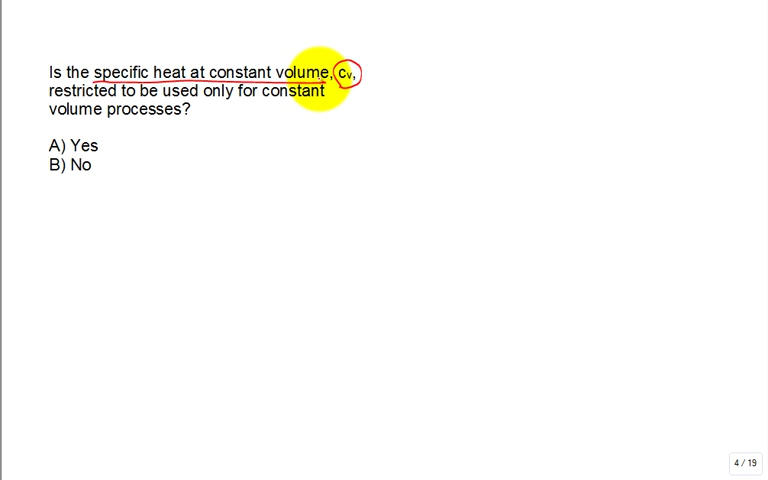 Is the specific heat at constant volume, cv,
restricted to be used only for constant
volume processes?
A) Yes
B) No
4 / 19